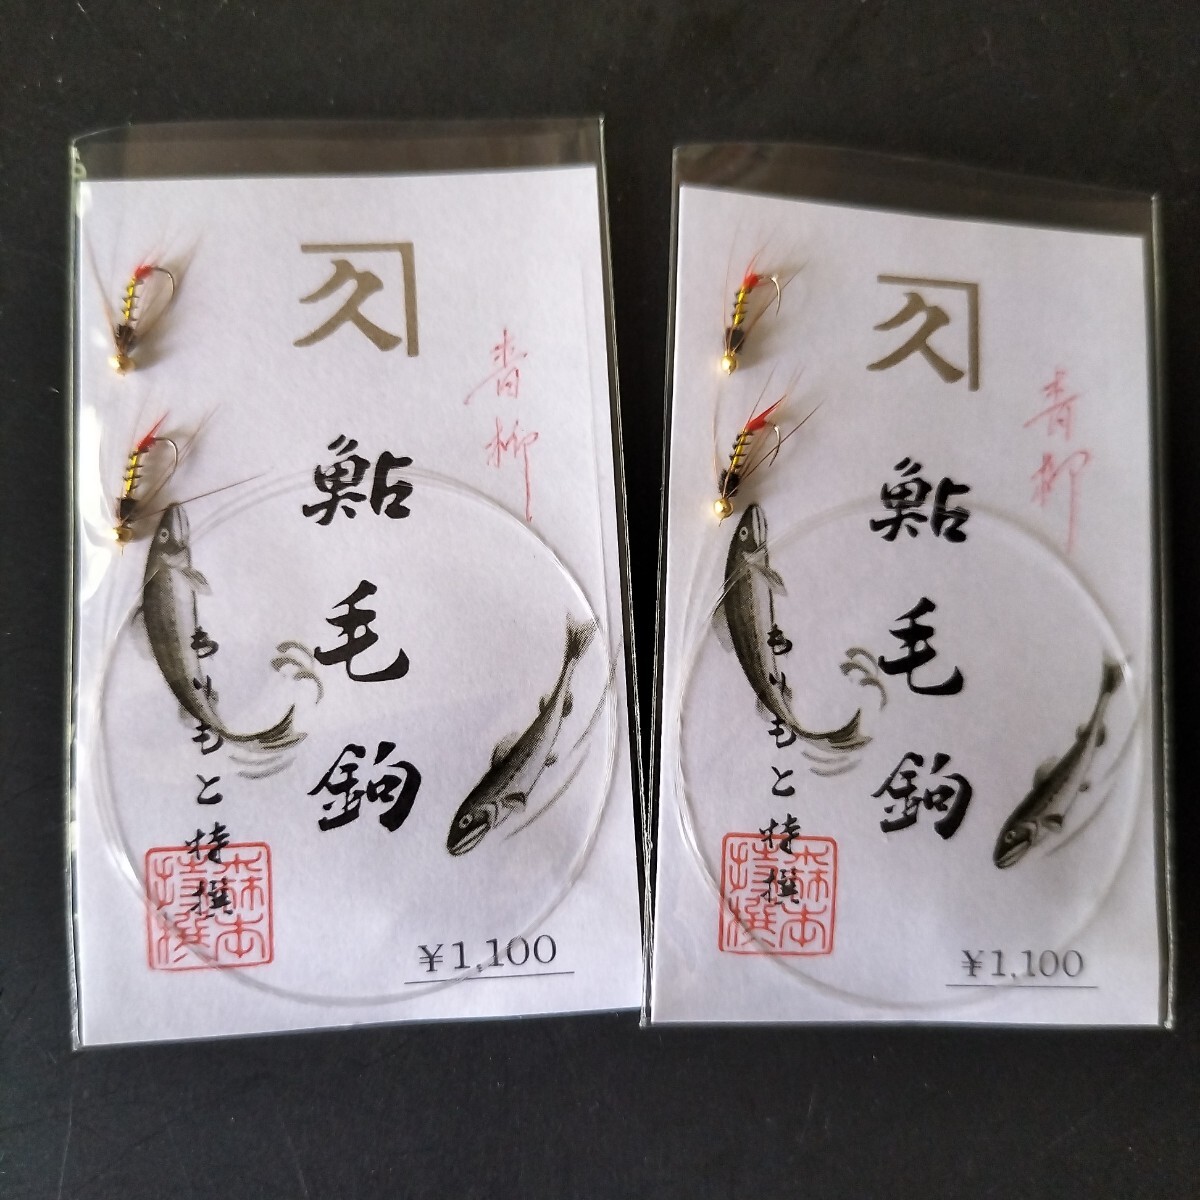 久
青柳
鮎毛鉤
もりもと特撰
森本
特撰
¥1,100
久
青柳
鮎毛鉤
もりもと特撰
森本
特撰
¥1,100